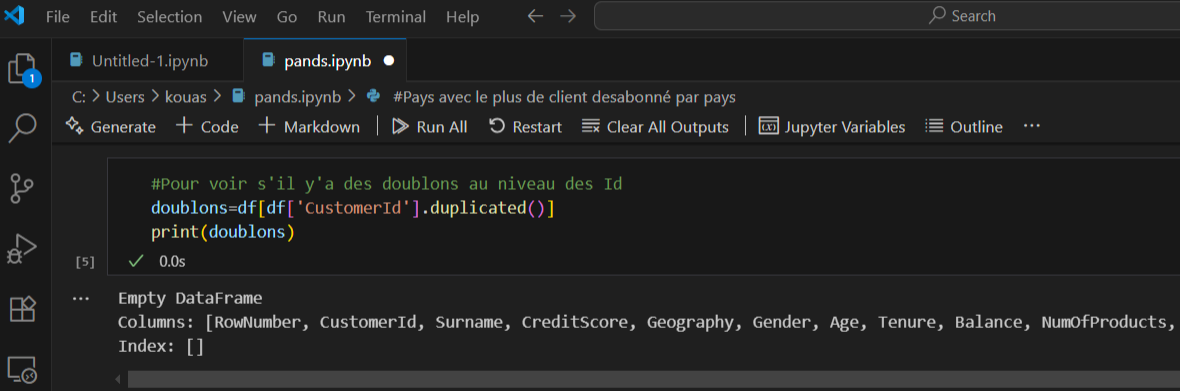 File Edit Selection View Go Run Terminal Help Search
Untitled-1.ipynb pands.ipynb
1
C: > Users > kouas > pands.ipynb > #Pays avec le plus de client desabonné par pays
Generate + Code + Markdown Run All Restart Clear All Outputs Jupyter Variables Outline ...
#Pour voir s'il y'a des doublons au niveau des Id
doublons=df[df['CustomerId'].duplicated()]
print(doublons)
[5] 0.0s
... Empty DataFrame
Columns: [RowNumber, CustomerId, Surname, CreditScore, Geography, Gender, Age, Tenure, Balance, NumOfProducts,
Index: []